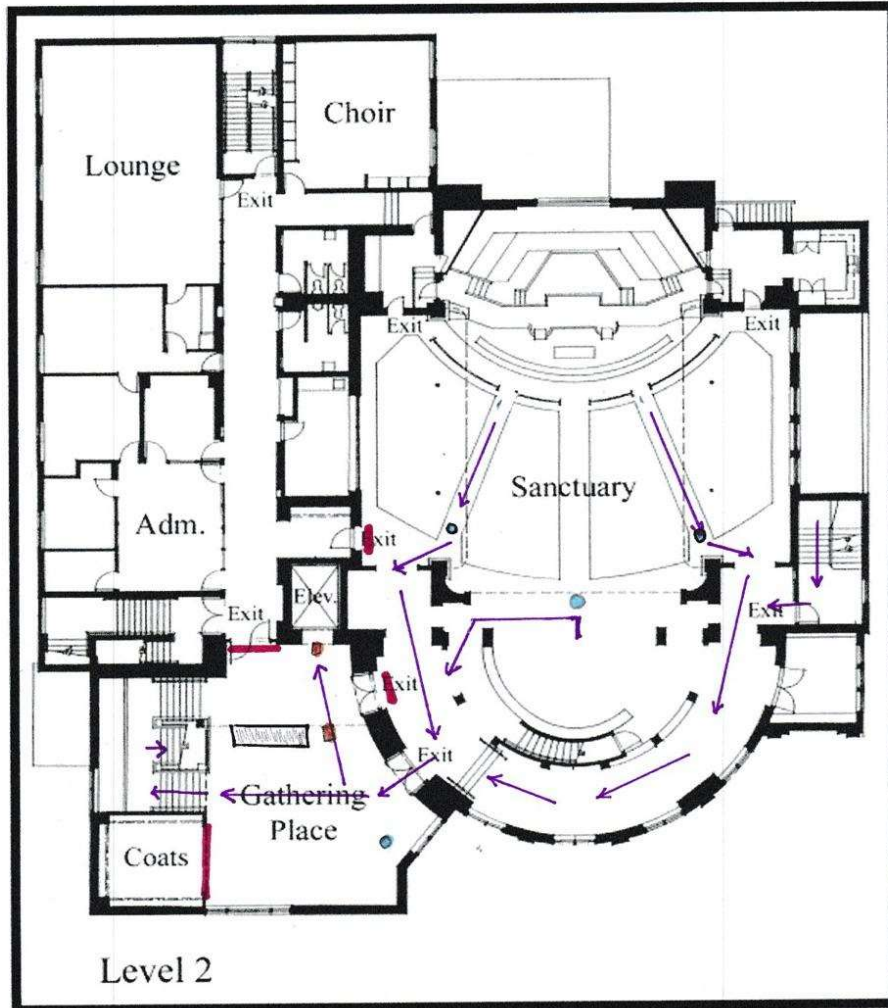 Choir
Lounge
Exit
Exit
Exit
Sanctuary
Adm.
Exit
Elev.
Exit
Exit
Exit
Exit
Gathering
Place
Coats
Level 2